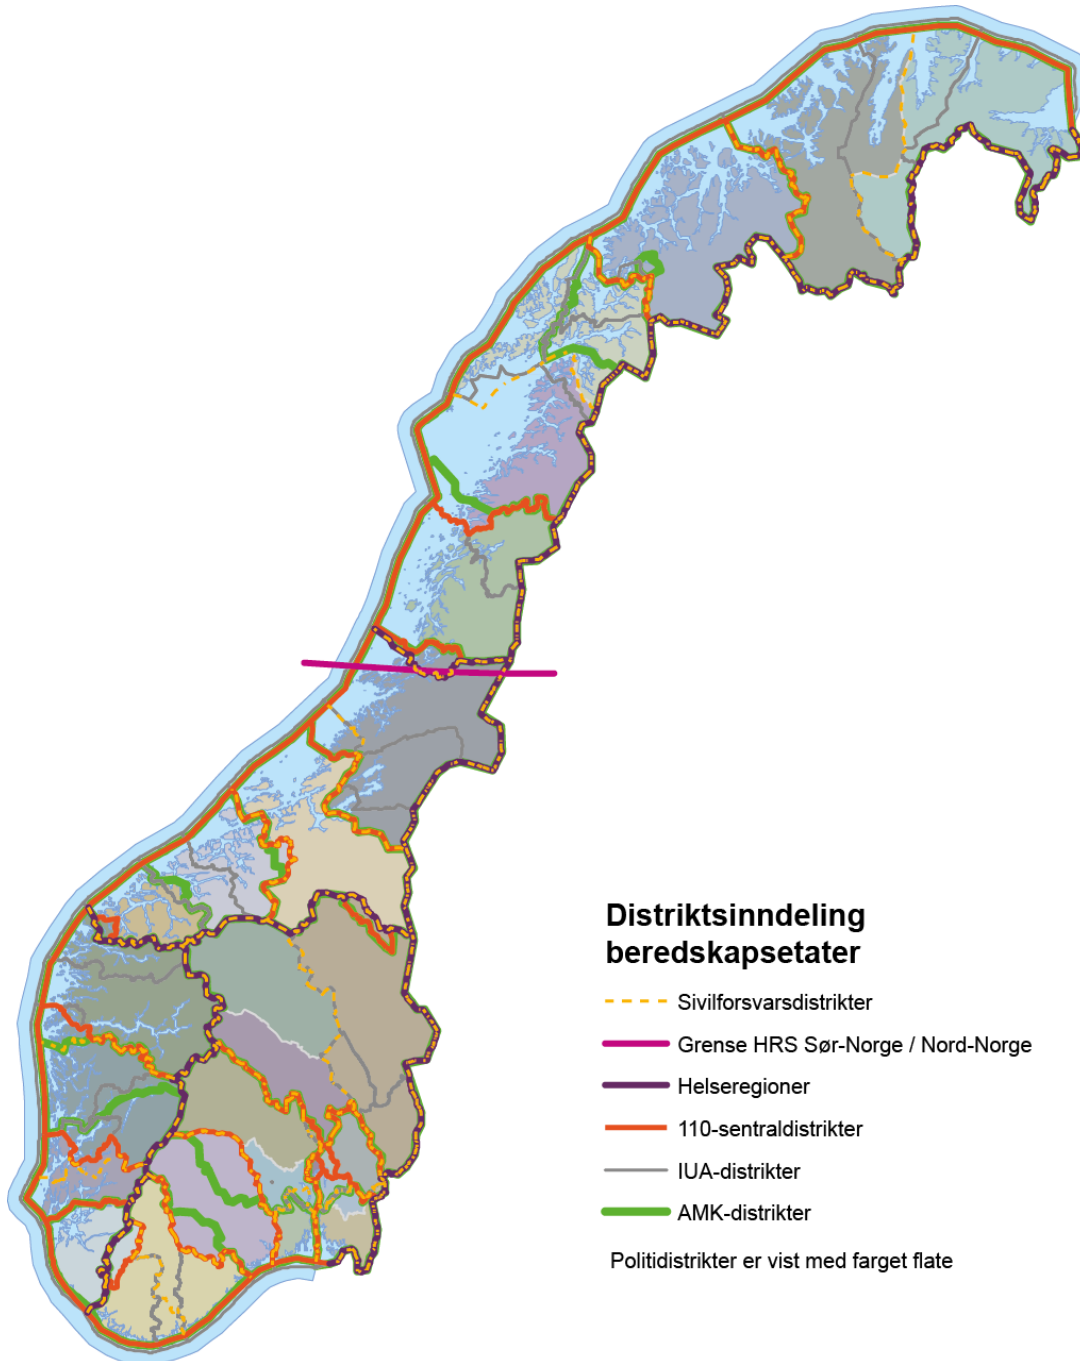 Distriktsinndeling
beredskapsetater
Sivilforsvarsdistrikter
Grense HRS Sør-Norge / Nord-Norge
Helseregioner
110-sentraldistrikter
IUA-distrikter
AMK-distrikter
Politidistrikter er vist med farget flate